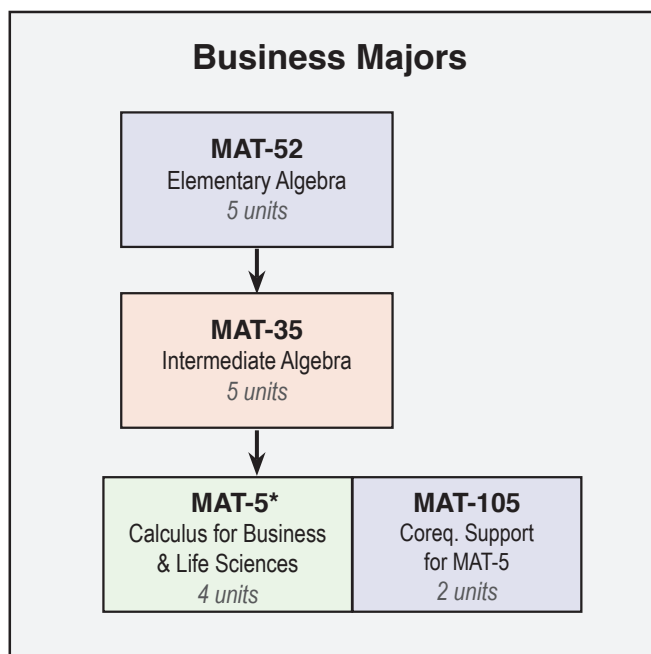 Business Majors
MAT-52
Elementary Algebra
5 units
MAT-35
Intermediate Algebra
5 units
MAT-5*
Calculus for Business
& Life Sciences
4 units
MAT-105
Coreq. Support
for MAT-5
2 units